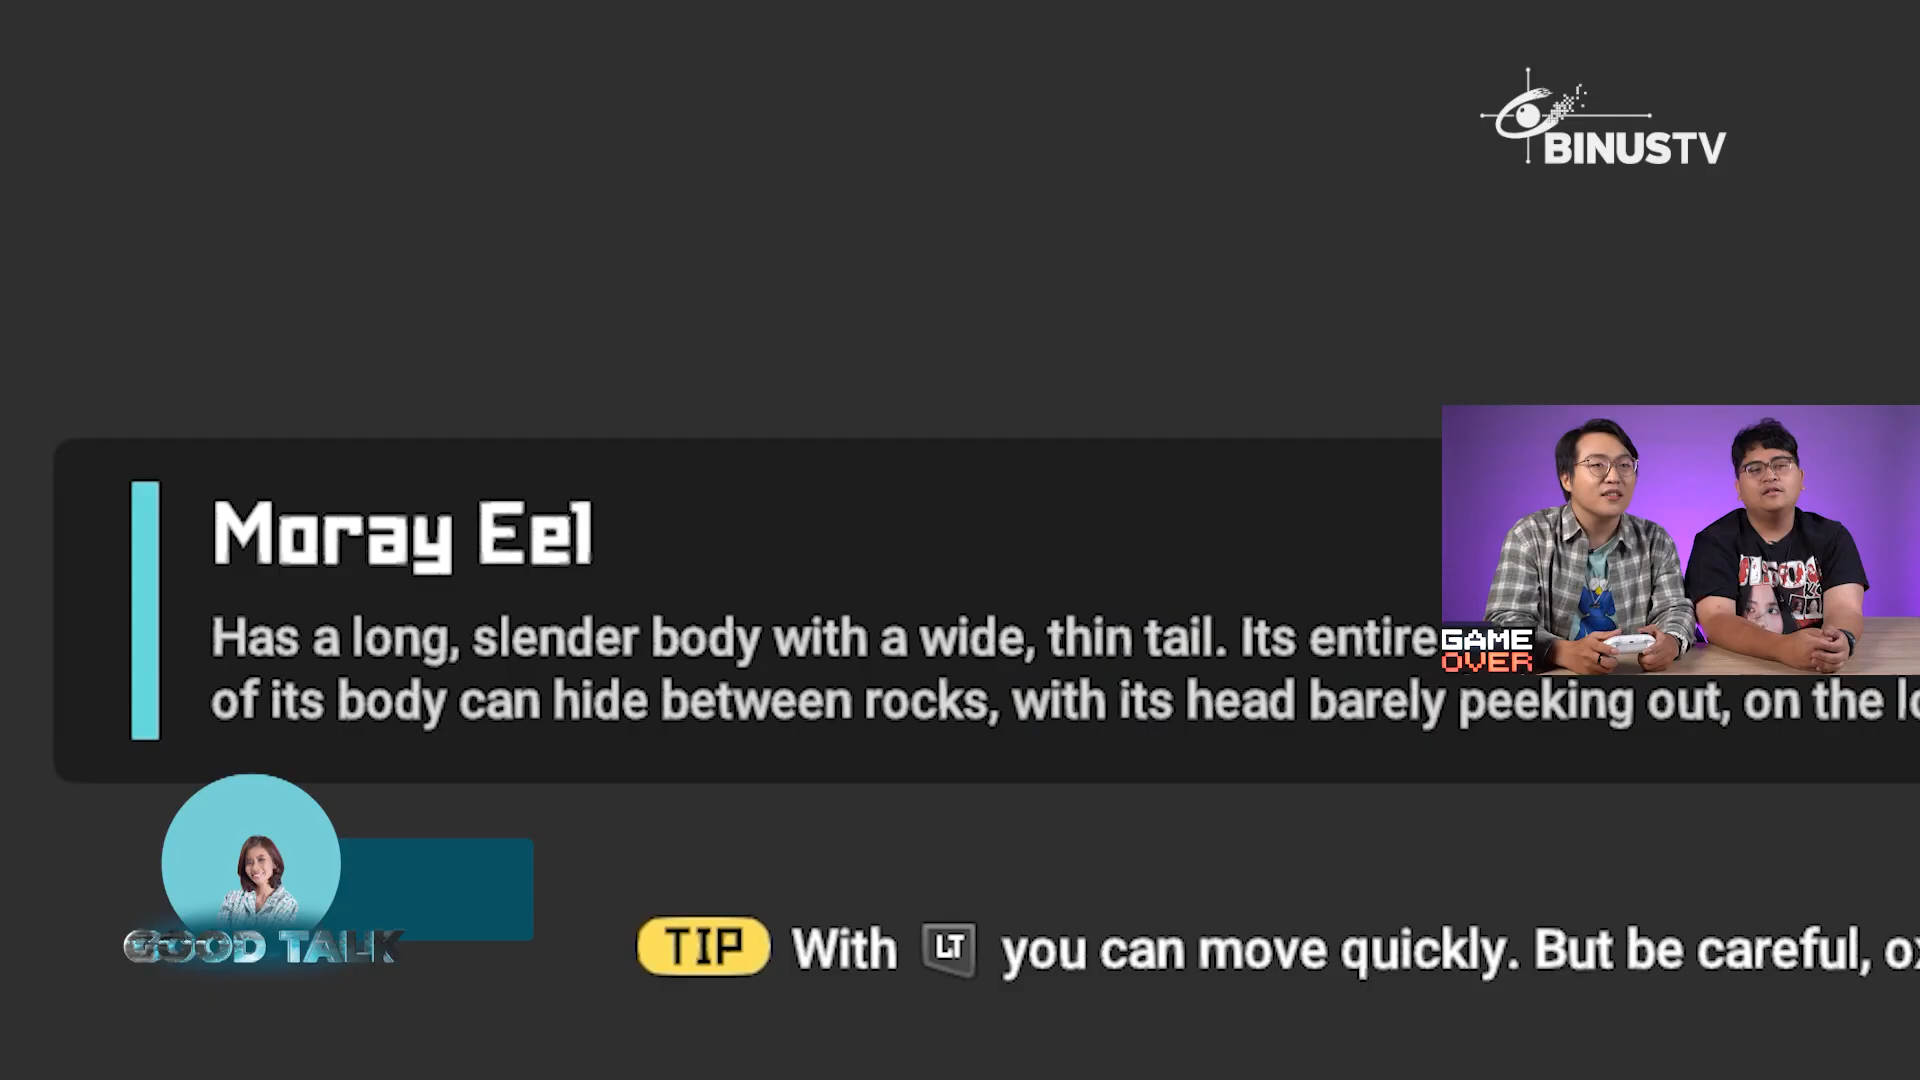 BINUSTV
Moray Eel
Has a long, slender body with a wide, thin tail. Its entire
of its body can hide between rocks, with its head barely peeking out, on the
GAME
OVER
GOOD TALK
TIP With LT you can move quickly. But be careful,